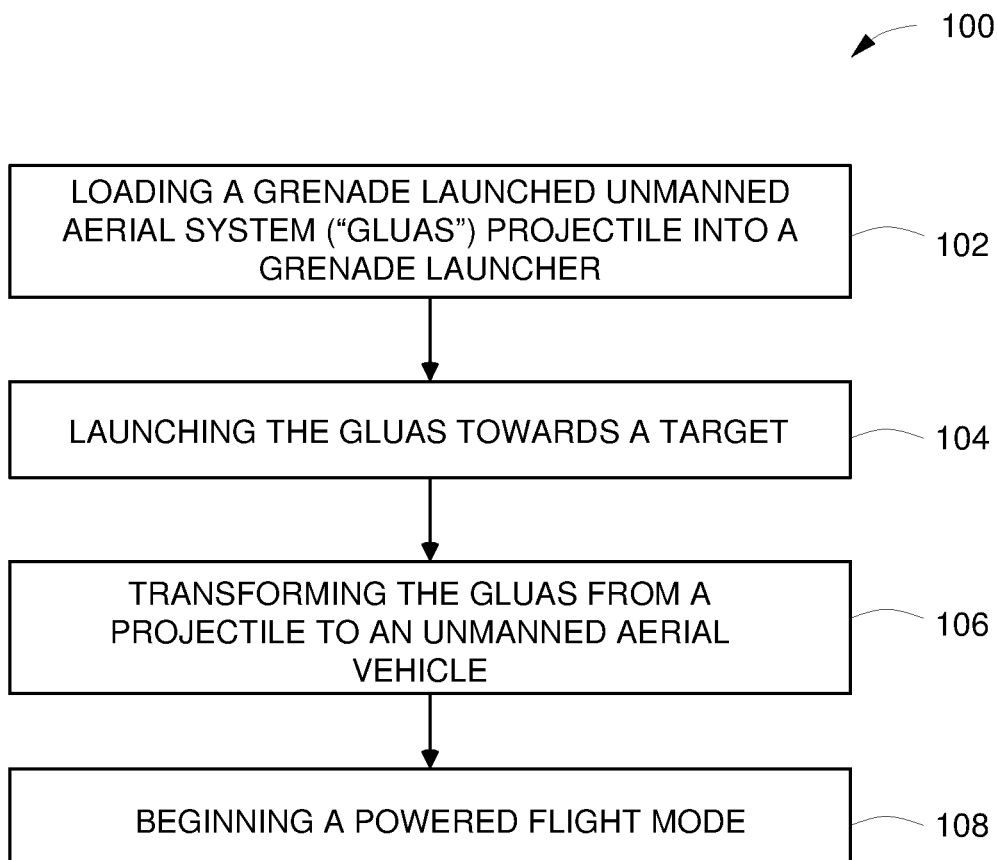 100
LOADING A GRENADE LAUNCHED UNMANNED
AERIAL SYSTEM (“GLUAS”) PROJECTILE INTO A
GRENADE LAUNCHER
102
LAUNCHING THE GLUAS TOWARDS A TARGET
104
TRANSFORMING THE GLUAS FROM A
PROJECTILE TO AN UNMANNED AERIAL
VEHICLE
106
BEGINNING A POWERED FLIGHT MODE
108